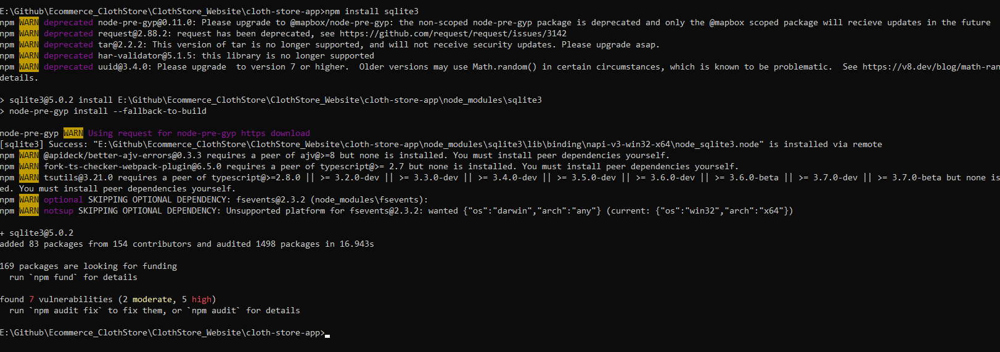 E:\Github\Ecommerce_ClothStore\ClothStore_Website\cloth-store-app>npm install sqlite3
npm WARN deprecated node-pre-gyp@0.11.0: Please upgrade to @mapbox/node-pre-gyp: the non-scoped node-pre-gyp package is deprecated and only the @mapbox scoped package will recieve updates in the future
npm WARN deprecated request@2.88.2: request has been deprecated, see https://github.com/request/request/issues/3142
npm WARN deprecated tar@2.2.2: This version of tar is no longer supported, and will not receive security updates. Please upgrade asap.
npm WARN deprecated har-validator@5.1.5: this library is no longer supported
npm WARN deprecated uuid@3.4.0: Please upgrade  to version 7 or higher.  Older versions may use Math.random() in certain circumstances, which is known to be problematic.  See https://v8.dev/blog/math-ran
details.
> sqlite3@5.0.2 install E:\Github\Ecommerce_ClothStore\ClothStore_Website\cloth-store-app\node_modules\sqlite3
> node-pre-gyp install --fallback-to-build
node-pre-gyp WARN Using request for node-pre-gyp https download
[sqlite3] Success: "E:\Github\Ecommerce_ClothStore\ClothStore_Website\cloth-store-app\node_modules\sqlite3\lib\binding\napi-v3-win32-x64\node_sqlite3.node" is installed via remote
npm WARN @apideck/better-ajv-errors@0.3.3 requires a peer of ajv@>=8 but none is installed. You must install peer dependencies yourself.
npm WARN fork-ts-checker-webpack-plugin@6.5.0 requires a peer of typescript@>= 2.7 but none is installed. You must install peer dependencies yourself.
npm WARN tsutils@3.21.0 requires a peer of typescript@>=2.8.0 || >= 3.2.0-dev || >= 3.3.0-dev || >= 3.4.0-dev || >= 3.5.0-dev || >= 3.6.0-dev || >= 3.6.0-beta || >= 3.7.0-dev || >= 3.7.0-beta but none is
ed. You must install peer dependencies yourself.
npm WARN optional SKIPPING OPTIONAL DEPENDENCY: fsevents@2.3.2 (node_modules\fsevents):
npm WARN notsup SKIPPING OPTIONAL DEPENDENCY: Unsupported platform for fsevents@2.3.2: wanted {"os":"darwin","arch":"any"} (current: {"os":"win32","arch":"x64"})
+ sqlite3@5.0.2
added 83 packages from 154 contributors and audited 1498 packages in 16.943s
169 packages are looking for funding
  run `npm fund` for details
found 7 vulnerabilities (2 moderate, 5 high)
  run `npm audit fix` to fix them, or `npm audit` for details
E:\Github\Ecommerce_ClothStore\ClothStore_Website\cloth-store-app>